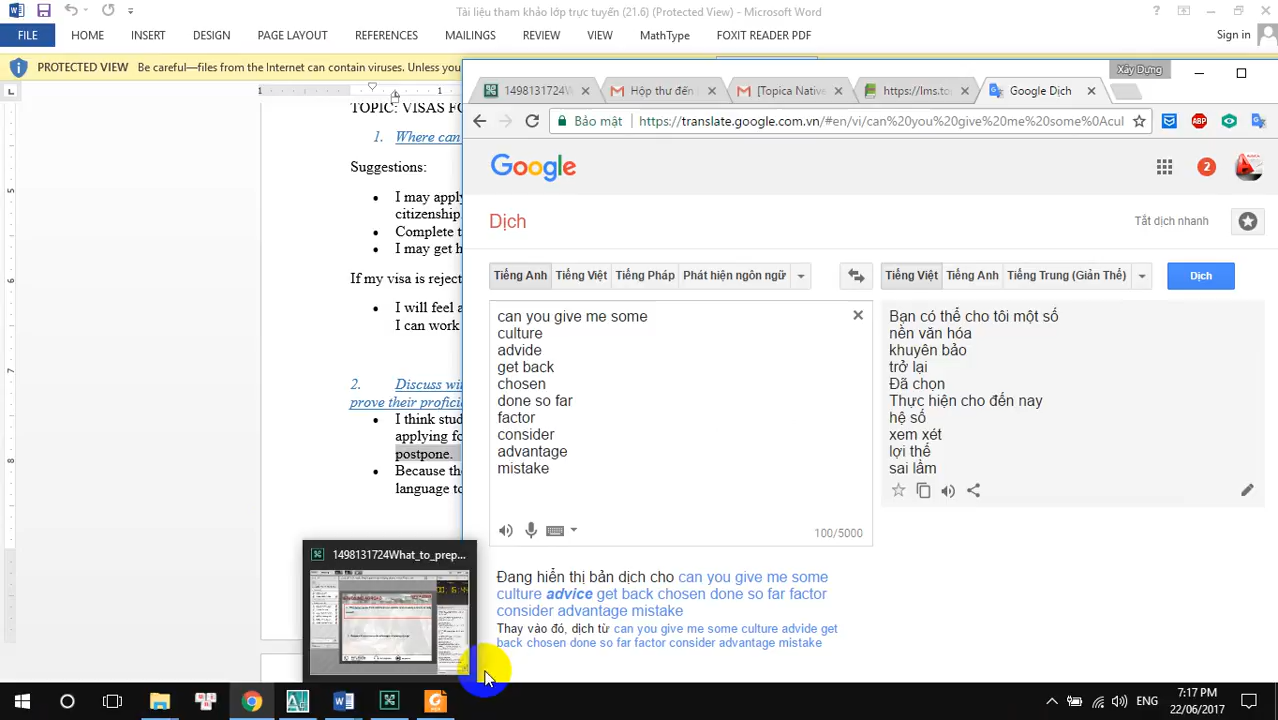 Tài liệu tham khảo lớp trực tuyến (21.6) (Protected View) - Microsoft Word
FILE HOME INSERT DESIGN PAGE LAYOUT REFERENCES MAILINGS REVIEW VIEW MathType FOXIT READER PDF Sign in
PROTECTED VIEW Be careful—files from the Internet can contain viruses. Unless you
Xây Dựng
1498131724W Hộp thư đến [Topica Native https://lms.to Google Dịch
Bảo mật https://translate.google.com.vn/#en/vi/can%20you%20give%20me%20some%0Acul
TOPIC: VISAS FO
1. Where can
Suggestions:
I may apply
citizenship
Complete t
I may get h
If my visa is reject
I will feel a
I can work
2. Discuss wi
prove their profici
I think stud
applying fo
postpone.
Because the
language to
Google
2
Dịch
Tắt dịch nhanh
Tiếng Anh Tiếng Việt Tiếng Pháp Phát hiện ngôn ngữ
Tiếng Việt Tiếng Anh Tiếng Trung (Giản Thể) Dịch
can you give me some
culture
advide
get back
chosen
done so far
factor
consider
advantage
mistake
100/5000
Bạn có thể cho tôi một số
nền văn hóa
khuyên bảo
trở lại
Đã chọn
Thực hiện cho đến nay
hệ số
xem xét
lợi thế
sai lầm
Đang hiển thị bản dịch cho can you give me some
culture advice get back chosen done so far factor
consider advantage mistake
Thay vào đó, dịch từ can you give me some culture advide get
back chosen done so far factor consider advantage mistake
1498131724What_to_prep...
ENG
7:17 PM
22/06/2017